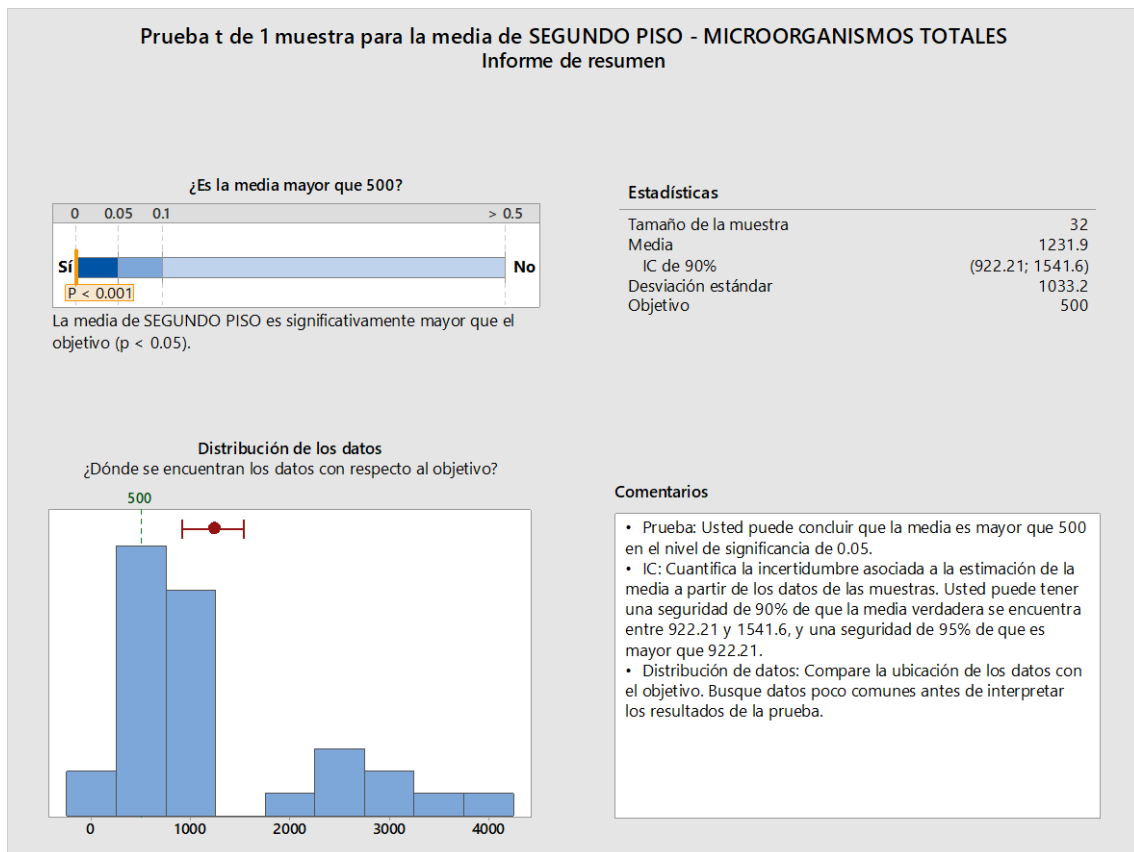 Prueba t de 1 muestra para la media de SEGUNDO PISO - MICROORGANISMOS TOTALES
Informe de resumen
¿Es la media mayor que 500?
0 0.05 0.1 > 0.5
Sí No
P < 0.001
La media de SEGUNDO PISO es significativamente mayor que el
objetivo (p < 0.05).
Estadísticas
Tamaño de la muestra 32
Media 1231.9
IC de 90% (922.21; 1541.6)
Desviación estándar 1033.2
Objetivo 500
Distribución de los datos
¿Dónde se encuentran los datos con respecto al objetivo?
500
0 1000 2000 3000 4000
Comentarios
• Prueba: Usted puede concluir que la media es mayor que 500
en el nivel de significancia de 0.05.
• IC: Cuantifica la incertidumbre asociada a la estimación de la
media a partir de los datos de las muestras. Usted puede tener
una seguridad de 90% de que la media verdadera se encuentra
entre 922.21 y 1541.6, y una seguridad de 95% de que es
mayor que 922.21.
• Distribución de datos: Compare la ubicación de los datos con
el objetivo. Busque datos poco comunes antes de interpretar
los resultados de la prueba.